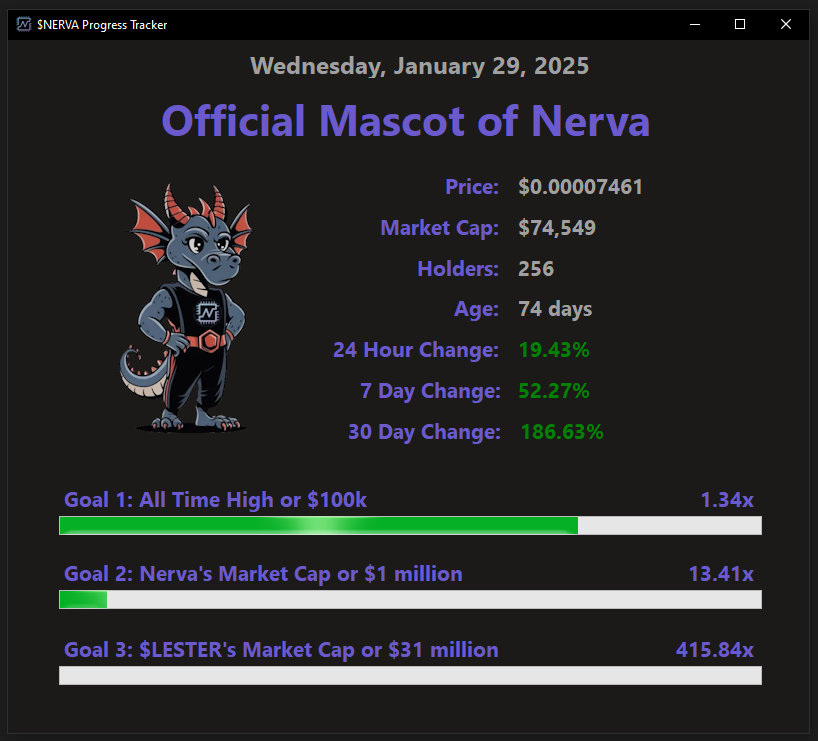 $NERVA Progress Tracker
Wednesday, January 29, 2025
Official Mascot of Nerva
Price: $0.00007461
Market Cap: $74,549
Holders: 256
Age: 74 days
24 Hour Change: 19.43%
7 Day Change: 52.27%
30 Day Change: 186.63%
Goal 1: All Time High or $100k 1.34x
Goal 2: Nerva's Market Cap or $1 million 13.41x
Goal 3: $LESTER's Market Cap or $31 million 415.84x